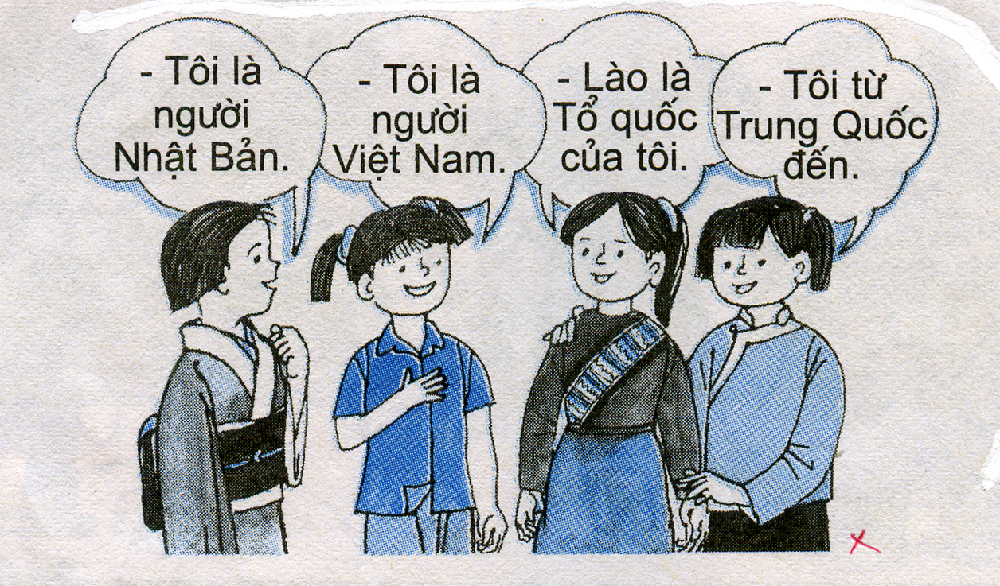 - Tôi là
người
Nhật Bản.
- Tôi là
người
Việt Nam.
- Lào là
Tổ quốc
của tôi.
- Tôi từ
Trung Quốc
đến.